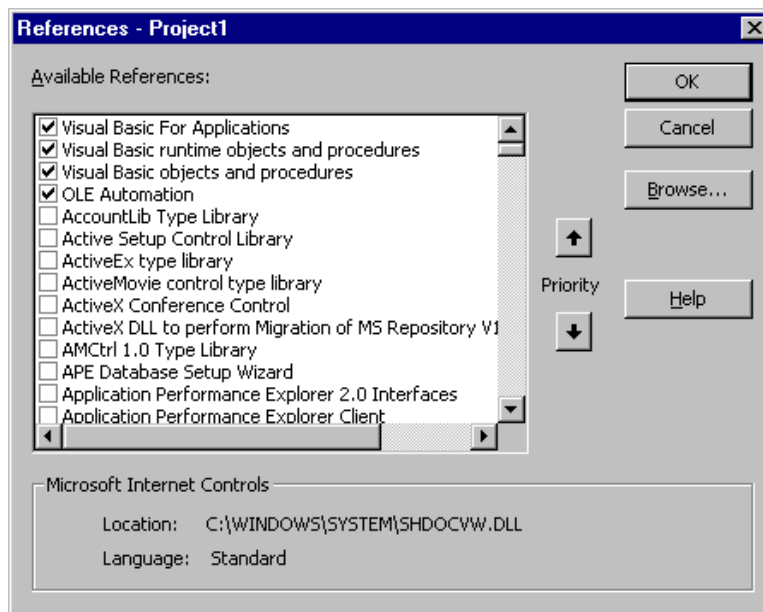 References - Project1
Available References:
Visual Basic For Applications
Visual Basic runtime objects and procedures
Visual Basic objects and procedures
OLE Automation
AccountLib Type Library
Active Setup Control Library
ActiveEx type library
ActiveMovie control type library
ActiveX Conference Control
ActiveX DLL to perform Migration of MS Repository V1
AMCtrl 1.0 Type Library
APE Database Setup Wizard
Application Performance Explorer 2.0 Interfaces
Application Performance Explorer Client
Priority
OK
Cancel
Browse...
Help
Microsoft Internet Controls
Location: C:\WINDOWS\SYSTEM\SHDOCVW.DLL
Language: Standard